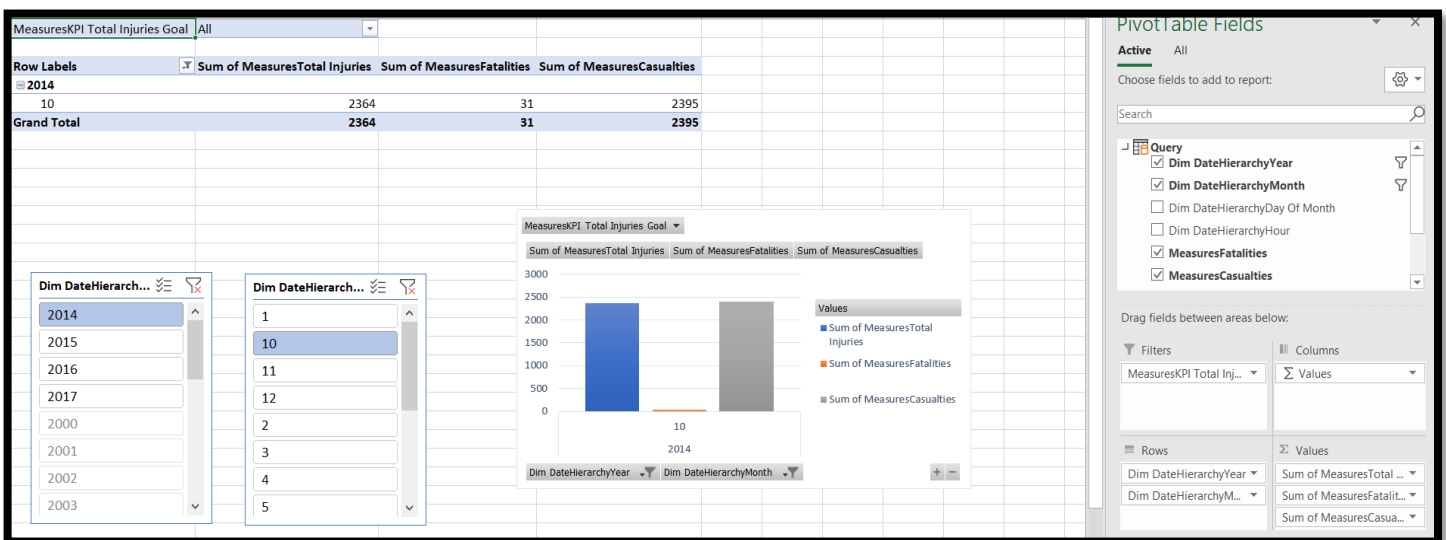 MeasuresKPI Total Injuries Goal All
Row Labels Sum of MeasuresTotal Injuries Sum of MeasuresFatalities Sum of MeasuresCasualties
2014
10 2364 31 2395
Grand Total 2364 31 2395
Dim DateHierarch...
2014
2015
2016
2017
2000
2001
2002
2003
Dim DateHierarch...
1
10
11
12
2
3
4
5
MeasuresKPI Total Injuries Goal
Sum of MeasuresTotal Injuries Sum of MeasuresFatalities Sum of MeasuresCasualties
3000
2500
2000
1500
1000
500
0
10
2014
Values
Sum of MeasuresTotal
Injuries
Sum of MeasuresFatalities
Sum of MeasuresCasualties
Dim DateHierarchyYear Dim DateHierarchyMonth
PivotTable Fields
Active All
Choose fields to add to report:
Search
Query
Dim DateHierarchyYear
Dim DateHierarchyMonth
Dim DateHierarchyDay Of Month
Dim DateHierarchyHour
MeasuresFatalities
MeasuresCasualties
Drag fields between areas below:
Filters
MeasuresKPI Total Inj...
Columns
Σ Values
Rows
Dim DateHierarchyYear
Dim DateHierarchyM...
Σ Values
Sum of MeasuresTotal ...
Sum of MeasuresFatalit...
Sum of MeasuresCasua...